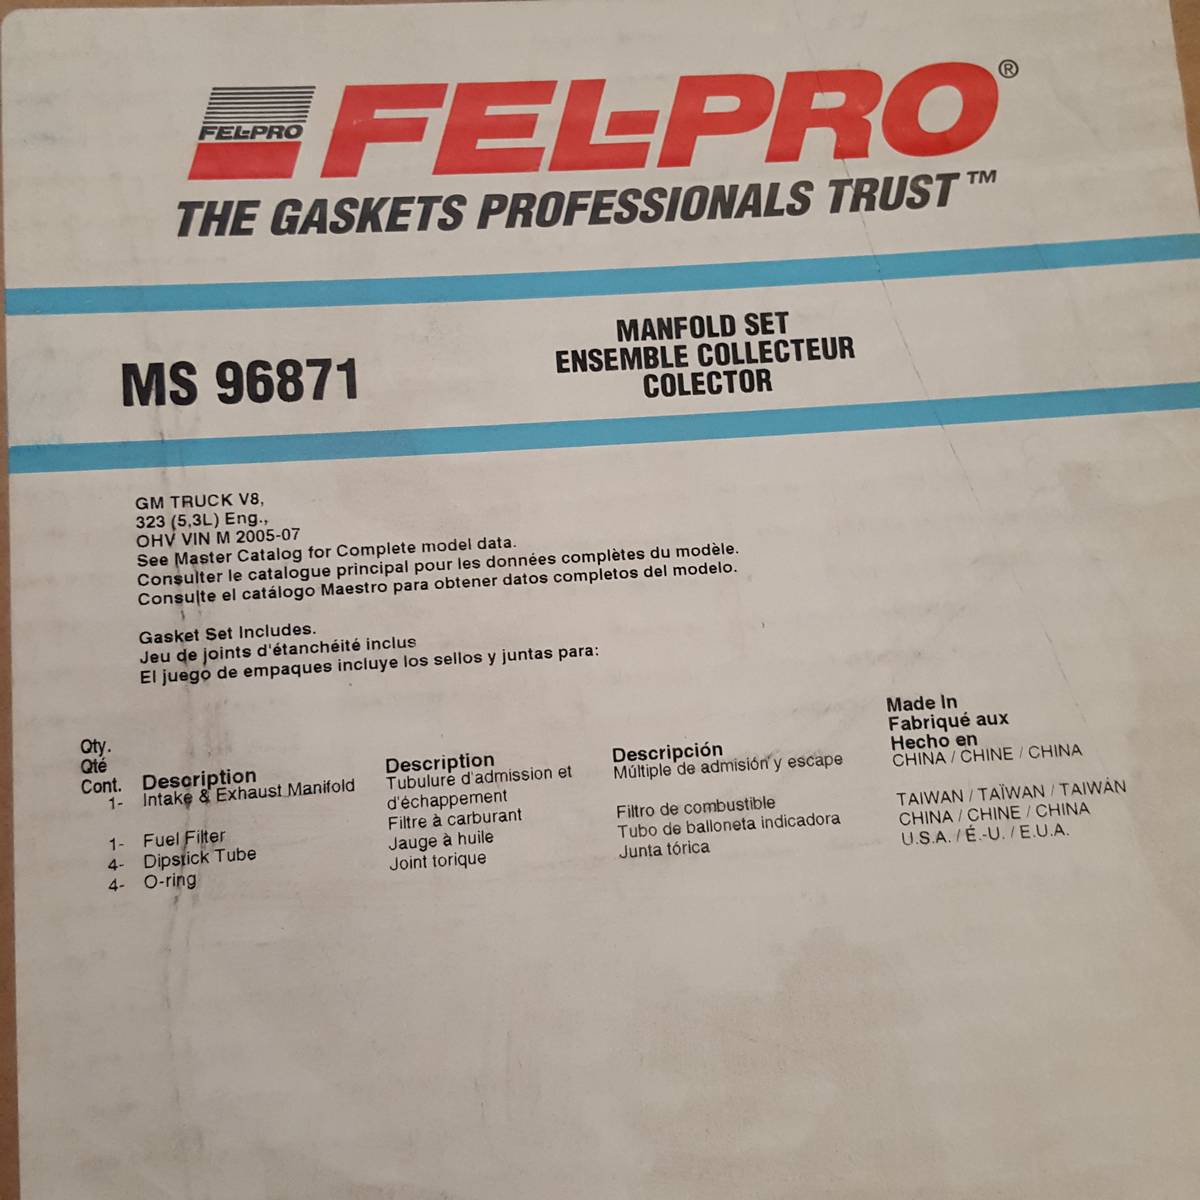 FEL-PRO
FEL-PRO®
THE GASKETS PROFESSIONALS TRUST™
MS 96871
MANFOLD SET
ENSEMBLE COLLECTEUR
COLECTOR
GM TRUCK V8,
323 (5,3L) Eng.,
OHV VIN M 2005-07
See Master Catalog for Complete model data.
Consulter le catalogue principal pour les données complètes du modèle.
Consulte el catálogo Maestro para obtener datos completos del modelo.
Gasket Set Includes.
Jeu de joints d'étanchéité inclus
El juego de empaques incluye los sellos y juntas para:
Qty.
Qté
Cont. Description
1- Intake & Exhaust Manifold
1- Fuel Filter
4- Dipstick Tube
4- O-ring
Description
Tubulure d'admission et
d'échappement
Filtre à carburant
Jauge à huile
Joint torique
Descripción
Múltiple de admisión y escape
Filtro de combustible
Tubo de balloneta indicadora
Junta tórica
Made In
Fabriqué aux
Hecho en
CHINA / CHINE / CHINA
TAIWAN / TAÏWAN / TAIWÁN
CHINA / CHINE / CHINA
U.S.A. / É.-U. / E.U.A.